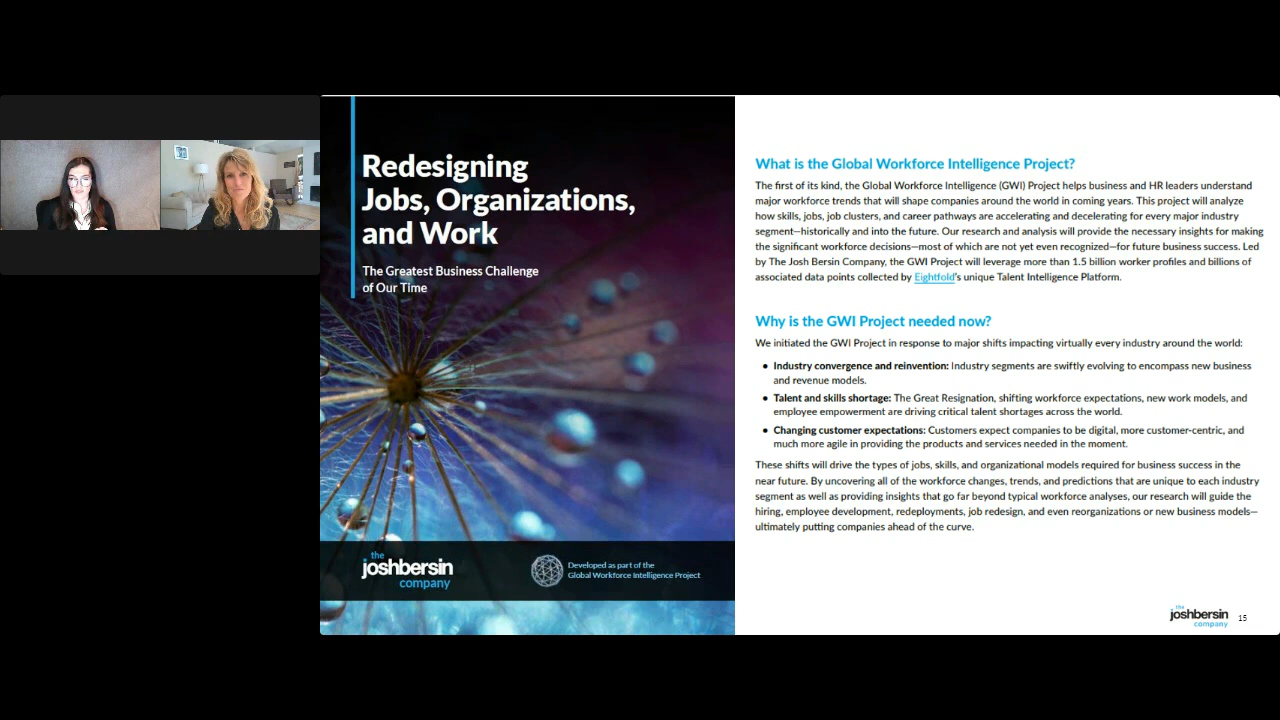 Redesigning
Jobs, Organizations,
and Work
The Greatest Business Challenge
of Our Time
the
joshbersin
company
Developed as part of the
Global Workforce Intelligence Project
What is the Global Workforce Intelligence Project?
The first of its kind, the Global Workforce Intelligence (GWI) Project helps business and HR leaders understand
major workforce trends that will shape companies around the world in coming years. This project will analyze
how skills, jobs, job clusters, and career pathways are accelerating and decelerating for every major industry
segment—historically and into the future. Our research and analysis will provide the necessary insights for making
the significant workforce decisions—most of which are not yet even recognized—for future business success. Led
by The Josh Bersin Company, the GWI Project will leverage more than 1.5 billion worker profiles and billions of
associated data points collected by Eightfold's unique Talent Intelligence Platform.
Why is the GWI Project needed now?
We initiated the GWI Project in response to major shifts impacting virtually every industry around the world:
• Industry convergence and reinvention: Industry segments are swiftly evolving to encompass new business
and revenue models.
• Talent and skills shortage: The Great Resignation, shifting workforce expectations, new work models, and
employee empowerment are driving critical talent shortages across the world.
• Changing customer expectations: Customers expect companies to be digital, more customer-centric, and
much more agile in providing the products and services needed in the moment.
These shifts will drive the types of jobs, skills, and organizational models required for business success in the
near future. By uncovering all of the workforce changes, trends, and predictions that are unique to each industry
segment as well as providing insights that go far beyond typical workforce analyses, our research will guide the
hiring, employee development, redeployments, job redesign, and even reorganizations or new business models—
ultimately putting companies ahead of the curve.
the
joshbersin
company
15